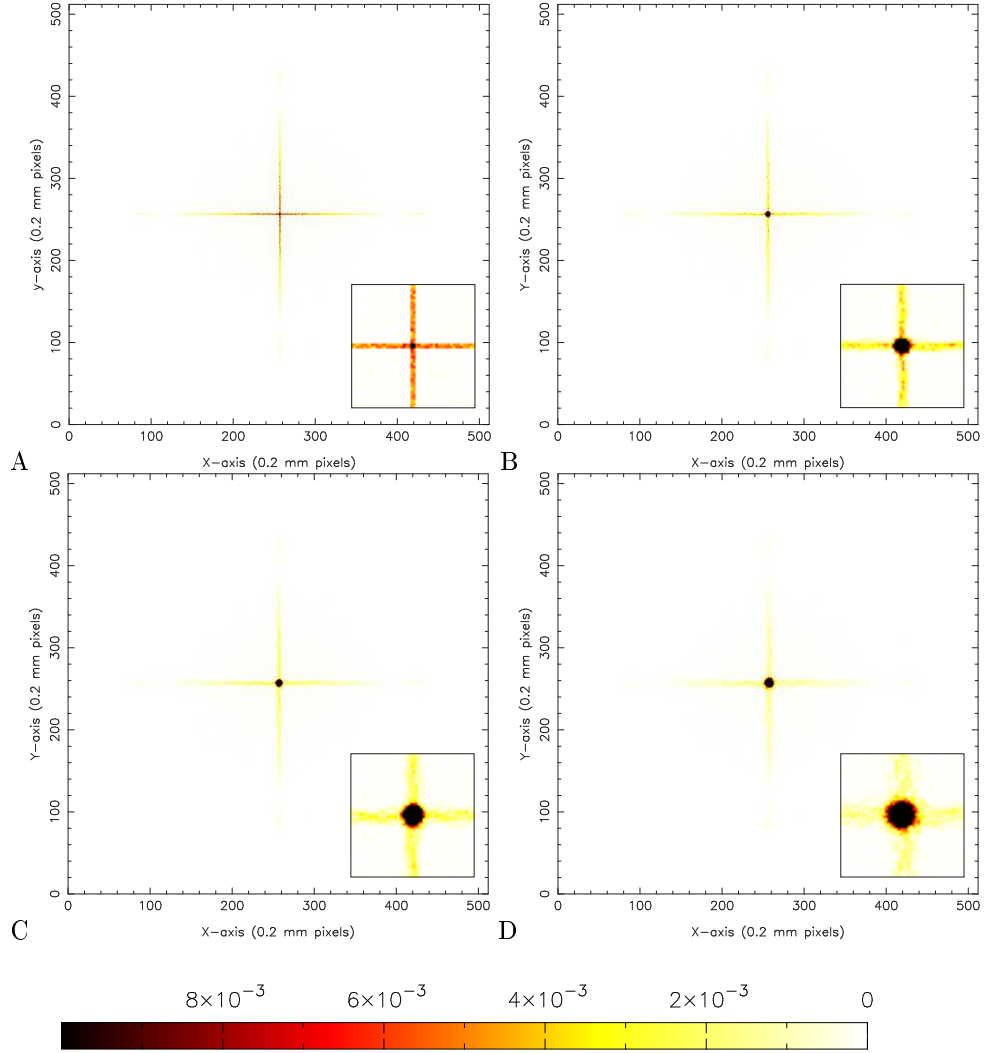 500
400
300
200
100
0
y-axis (0.2 mm pixels)
0 100 200 300 400 500
X-axis (0.2 mm pixels)
A
500
400
300
200
100
0
Y-axis (0.2 mm pixels)
0 100 200 300 400 500
X-axis (0.2 mm pixels)
B
500
400
300
200
100
0
Y-axis (0.2 mm pixels)
0 100 200 300 400 500
X-axis (0.2 mm pixels)
C
500
400
300
200
100
0
Y-axis (0.2 mm pixels)
0 100 200 300 400 500
X-axis (0.2 mm pixels)
D
8×10⁻³ 6×10⁻³ 4×10⁻³ 2×10⁻³ 0